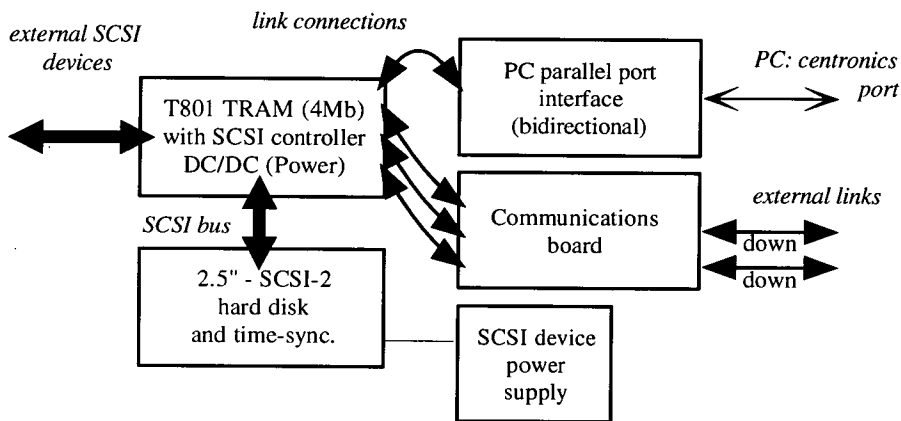 external SCSI
devices
link connections
T801 TRAM (4Mb)
with SCSI controller
DC/DC (Power)
PC parallel port
interface
(bidirectional)
PC: centronics
port
SCSI bus
Communications
board
external links
down
down
2.5" - SCSI-2
hard disk
and time-sync.
SCSI device
power
supply